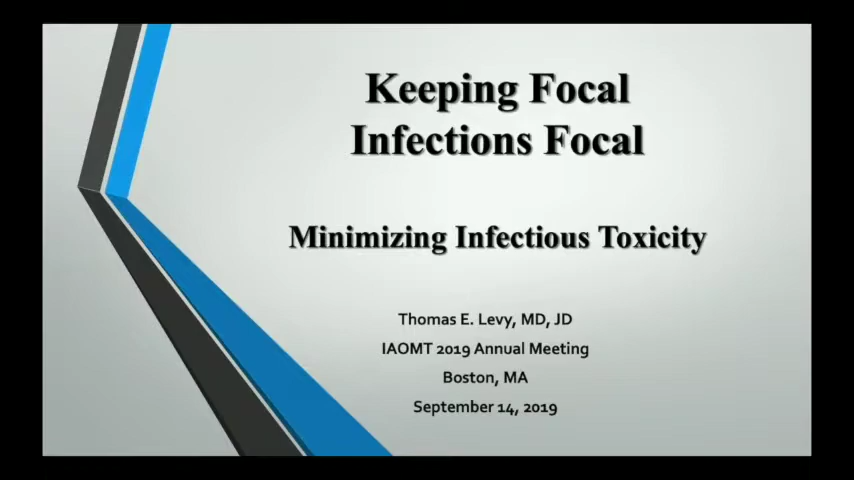 Keeping Focal
Infections Focal
Minimizing Infectious Toxicity
Thomas E. Levy, MD, JD
IAOMT 2019 Annual Meeting
Boston, MA
September 14, 2019